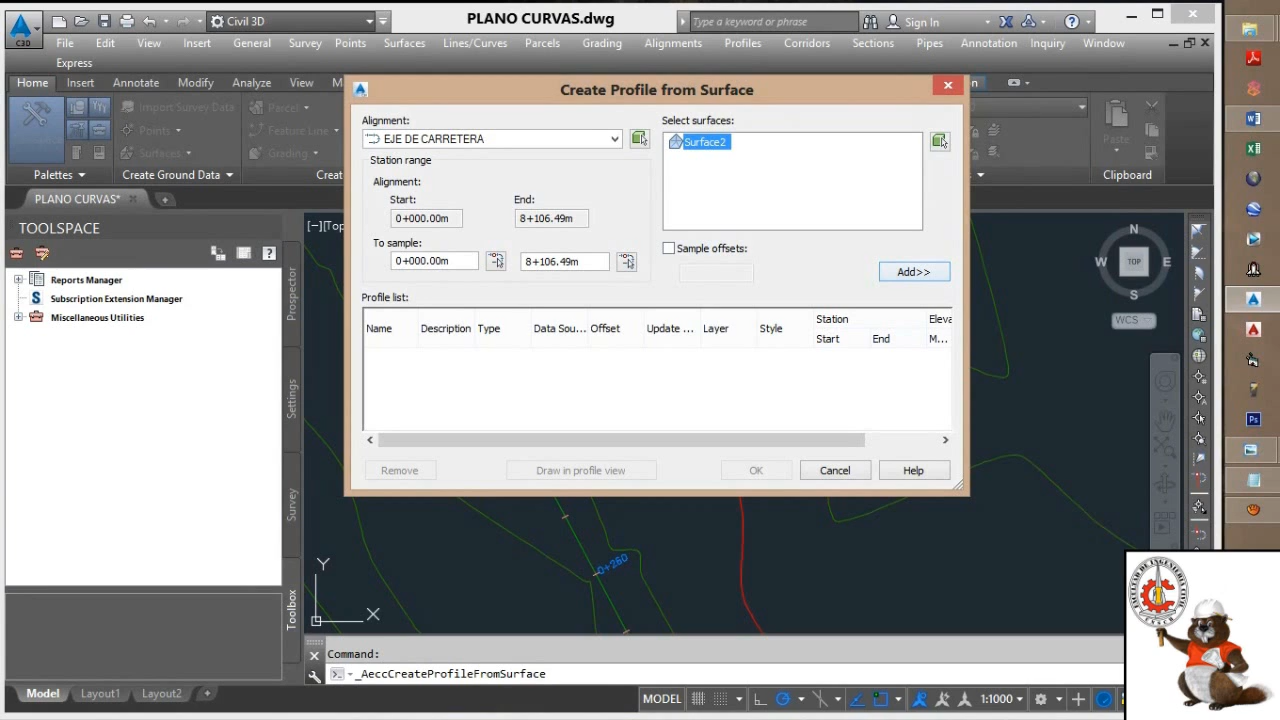 PLANO CURVAS.dwg
Civil 3D
Type a keyword or phrase
Sign In
C3D
File Edit View Insert General Survey Points Surfaces Lines/Curves Parcels Grading Alignments Profiles Corridors Sections Pipes Annotation Inquiry Window
Express
Home Insert Annotate Modify Analyze View
Import Survey Data
Parcel
Points
Feature Line
Surfaces
Grading
Paste
Palettes
Create Ground Data
Clipboard
PLANO CURVAS*
TOOLSPACE
Reports Manager
Subscription Extension Manager
Miscellaneous Utilities
Prospector
Settings
Survey
Toolbox
Create Profile from Surface
Alignment:
EJE DE CARRETERA
Station range
Alignment:
Start:
End:
0+000.00m
8+106.49m
To sample:
0+000.00m
8+106.49m
Select surfaces:
Surface2
Sample offsets:
Add>>
Profile list:
Name Description Type Data Sou... Offset Update ... Layer Style Station Eleva
Start End M...
Remove
Draw in profile view
OK
Cancel
Help
[−][Top
N
W TOP E
S
WCS
0+260
Y
X
Command:
_AeccCreateProfileFromSurface
Model Layout1 Layout2
MODEL
1:1000